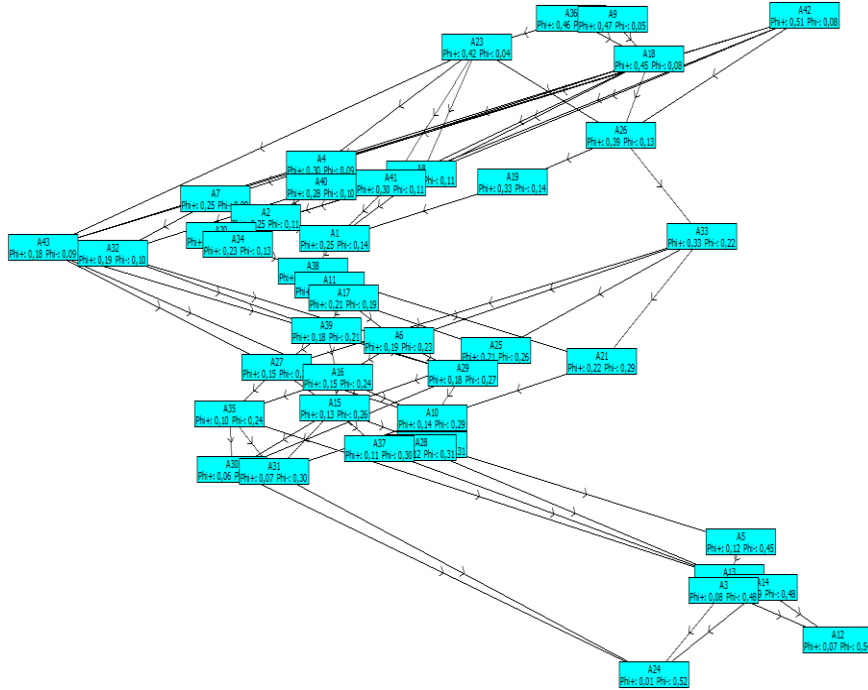 A36
Phi+: 0,46
A9
Phi+: 0,47 Phi-: 0,05
A42
Phi+: 0,51 Phi-: 0,08
A23
Phi+: 0,42 Phi-: 0,04
A18
Phi+: 0,45 Phi-: 0,08
A26
Phi+: 0,39 Phi-: 0,13
A4
Phi+: 0,30 Phi-: 0,09
A8
0,11
A40
Phi+: 0,28 Phi-: 0,10
A41
Phi+: 0,30 Phi-: 0,11
A19
Phi+: 0,33 Phi-: 0,14
A7
Phi+: 0,25
A2
0,25 Phi-: 0,11
A34
Phi+: 0,23 Phi-: 0,13
A1
Phi+: 0,25 Phi-: 0,14
A33
Phi+: 0,33 Phi-: 0,22
A43
Phi+: 0,18 Phi-: 0,09
A32
Phi+: 0,19 Phi-: 0,10
A38
A11
A17
Phi+: 0,21 Phi-: 0,19
A39
Phi+: 0,18 Phi-: 0,21
A6
Phi+: 0,19 Phi-: 0,23
A25
0,21 Phi-: 0,26
A21
Phi+: 0,22 Phi-: 0,29
A27
Phi+: 0,15
A16
Phi+: 0,15 Phi-: 0,24
A29
Phi+: 0,18 Phi-: 0,27
A35
Phi+: 0,10 Phi-: 0,24
A15
Phi+: 0,13 Phi-: 0,26
A10
Phi+: 0,14 Phi-: 0,29
A37
Phi+: 0,11 Phi-: 0,30
A28
Phi-: 0,31
A30
Phi+: 0,06
A31
Phi+: 0,07 Phi-: 0,30
A5
Phi+: 0,12 Phi-: 0,45
A13
A3
Phi+: 0,08 Phi-: 0,48
A14
Phi-: 0,48
A12
Phi+: 0,07 Phi-:
A24
Phi+: 0,01 Phi-: 0,52